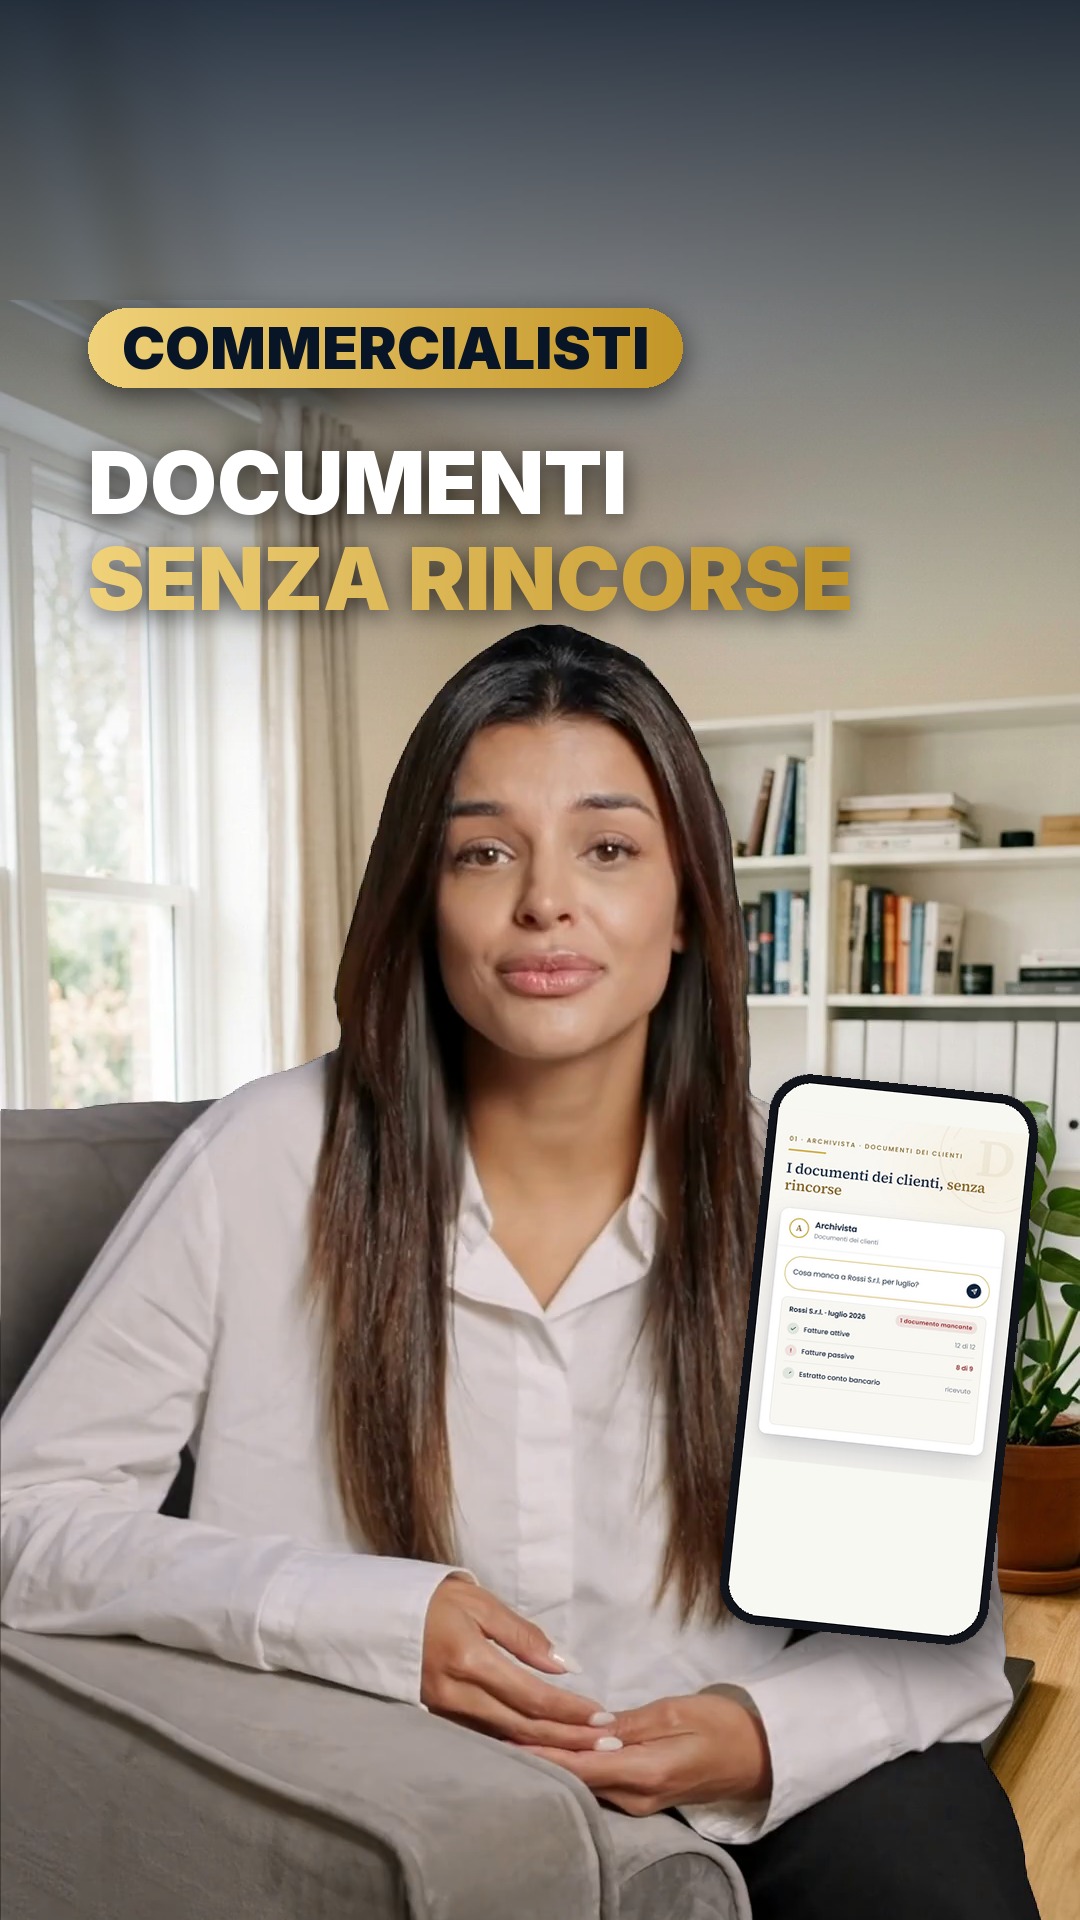 COMMERCIALISTI
DOCUMENTI
SENZA RINCORSE
01 · ARCHIVISTA · DOCUMENTI DEI CLIENTI
D
I documenti dei clienti, senza
rincorse
A
Archivista
Documenti dei clienti
Cosa manca a Rossi S.r.l. per luglio?
Rossi S.r.l. · luglio 2026
1 documento mancante
Fatture attive
12 di 12
! Fatture passive
8 di 9
Estratto conto bancario
ricevuto